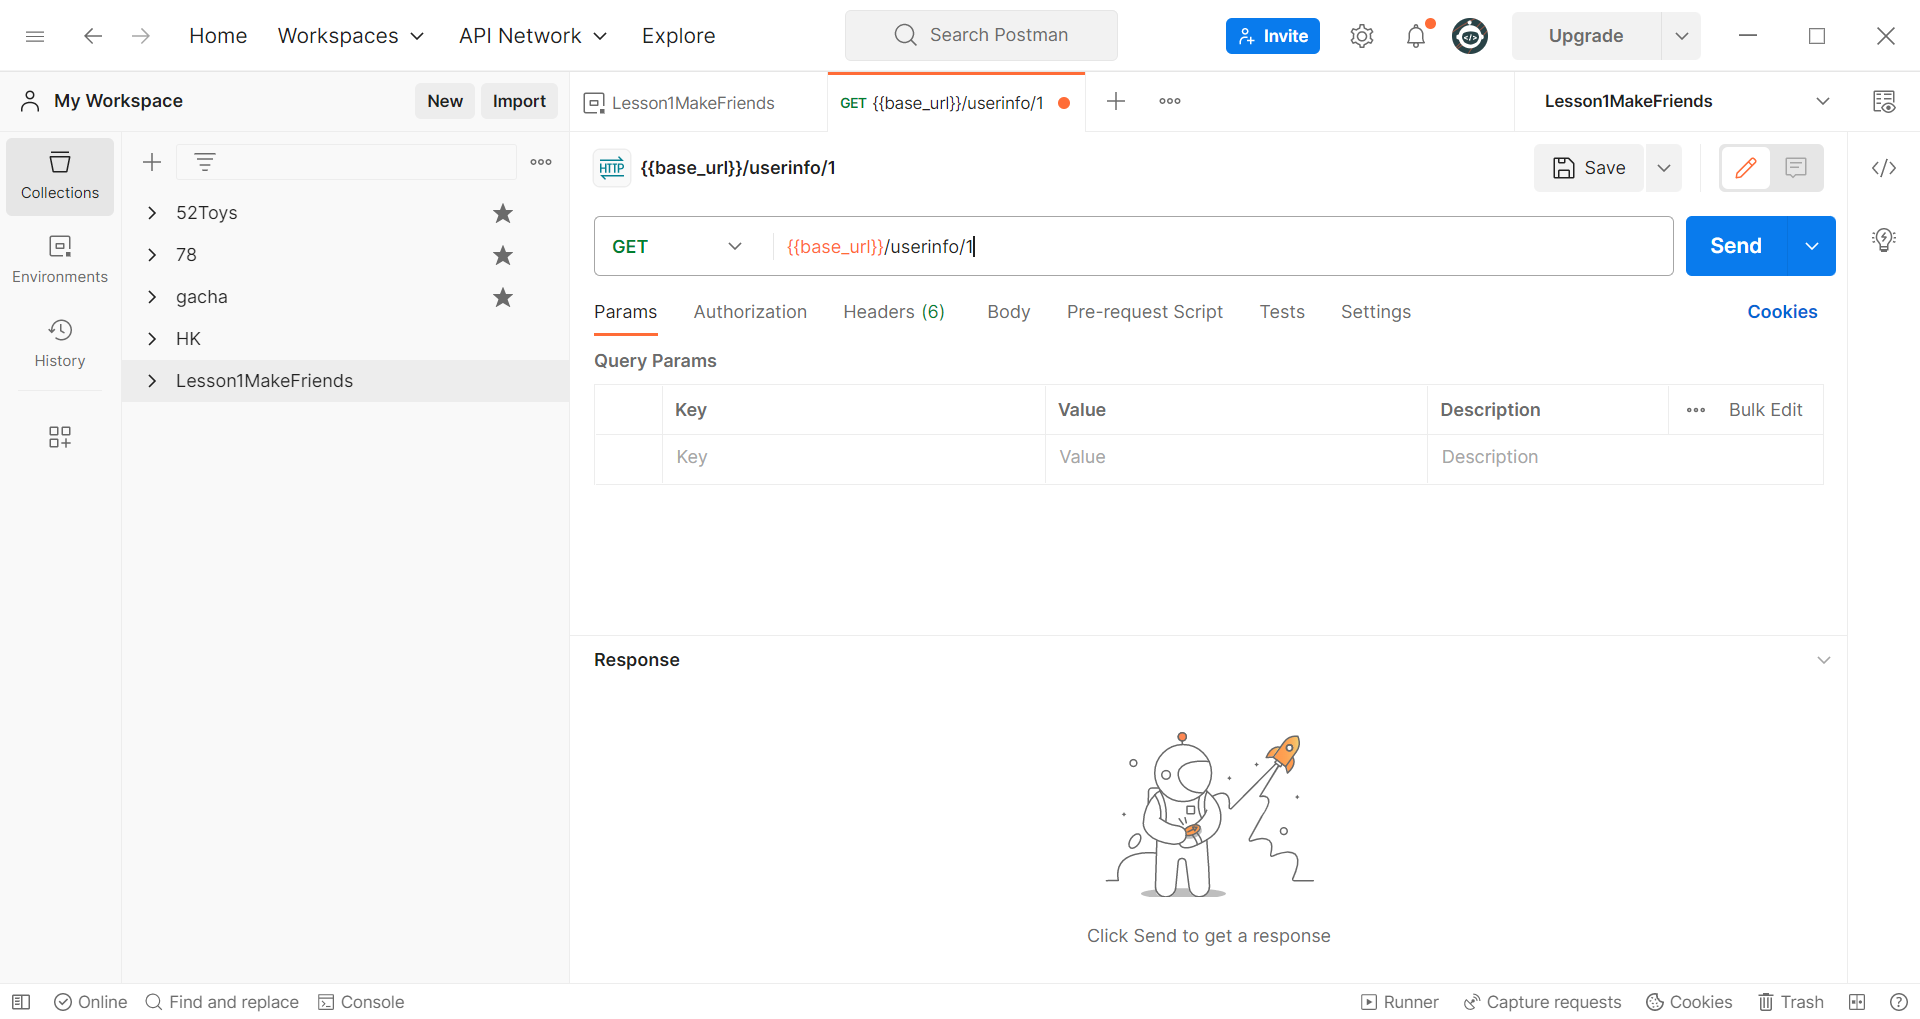 Home Workspaces API Network Explore Search Postman Invite Upgrade
My Workspace New Import Lesson1MakeFriends GET {{base_url}}/userinfo/1 Lesson1MakeFriends
Collections
Environments
History
52Toys
78
gacha
HK
Lesson1MakeFriends
HTTP {{base_url}}/userinfo/1 Save
GET {{base_url}}/userinfo/1 Send
Params Authorization Headers (6) Body Pre-request Script Tests Settings Cookies
Query Params
Key Value Description Bulk Edit
Key Value Description
Response
Click Send to get a response
Online Find and replace Console Runner Capture requests Cookies Trash